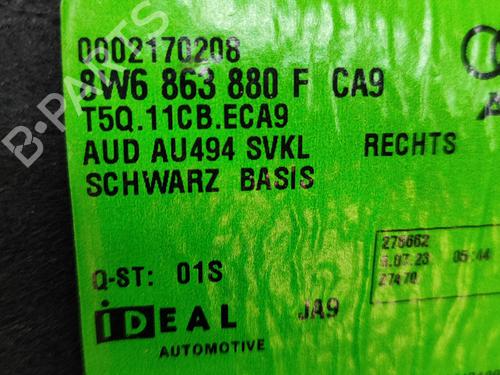 0002170208
8W6 863 880 F CA9
T5Q.11CB.ECA9
AUD AU494 SVKL RECHTS
SCHWARZ BASIS
275662
05:44
27470
Q-ST: 01S
iDEAL JA9
AUTOMOTIVE
B-PARTS